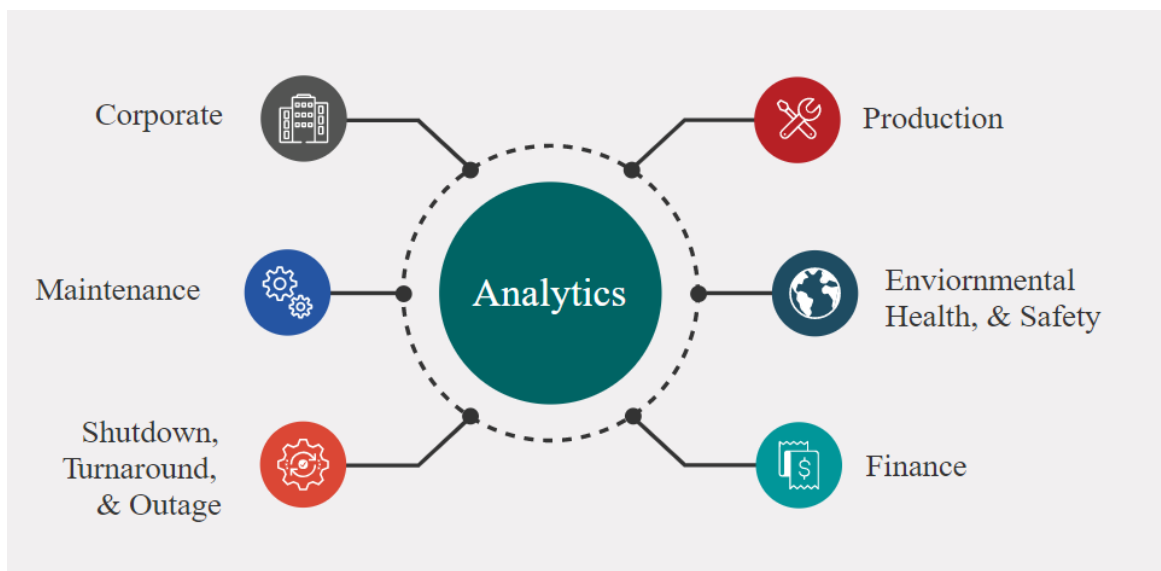 Corporate
Production
Maintenance
Analytics
Enviornmental
Health, & Safety
Shutdown,
Turnaround,
& Outage
$
Finance